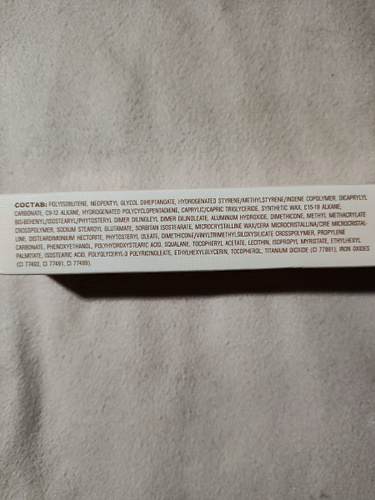 СОСТАВ: POLYISOBUTENE, NEOPENTYL GLYCOL DIHEPTANOATE, HYDROGENATED STYRENE/METHYLSTYRENE/INDENE COPOLYMER, DICAPRYLYL
CARBONATE, C9-12 ALKANE, HYDROGENATED POLYCYCLOPENTADIENE, CAPRYLIC/CAPRIC TRIGLYCERIDE, SYNTHETIC WAX, C15-19 ALKANE,
BIS-BEHENYL/ISOSTEARYL/PHYTOSTERYL DIMER DILINOLEYL DIMER DILINOLEATE, ALUMINUM HYDROXIDE, DIMETHICONE, METHYL METHACRYLATE
CROSSPOLYMER, SODIUM STEAROYL GLUTAMATE, SORBITAN ISOSTEARATE, MICROCRYSTALLINE WAX/CERA MICROCRISTALLINA/CIRE MICROCRISTAL-
LINE, DISTEARDIMONIUM HECTORITE, PHYTOSTERYL OLEATE, DIMETHICONE/VINYLTRIMETHYLSILOXYSILICATE CROSSPOLYMER, PROPYLENE
CARBONATE, PHENOXYETHANOL, POLYHYDROXYSTEARIC ACID, SQUALANE, TOCOPHERYL ACETATE, LECITHIN, ISOPROPYL MYRISTATE, ETHYLHEXYL
PALMITATE, ISOSTEARIC ACID, POLYGLYCERYL-3 POLYRICINOLEATE, ETHYLHEXYLGLYCERIN, TOCOPHEROL, TITANIUM DIOXIDE (CI 77891), IRON OXIDES
(CI 77492, CI 77491, CI 77499).